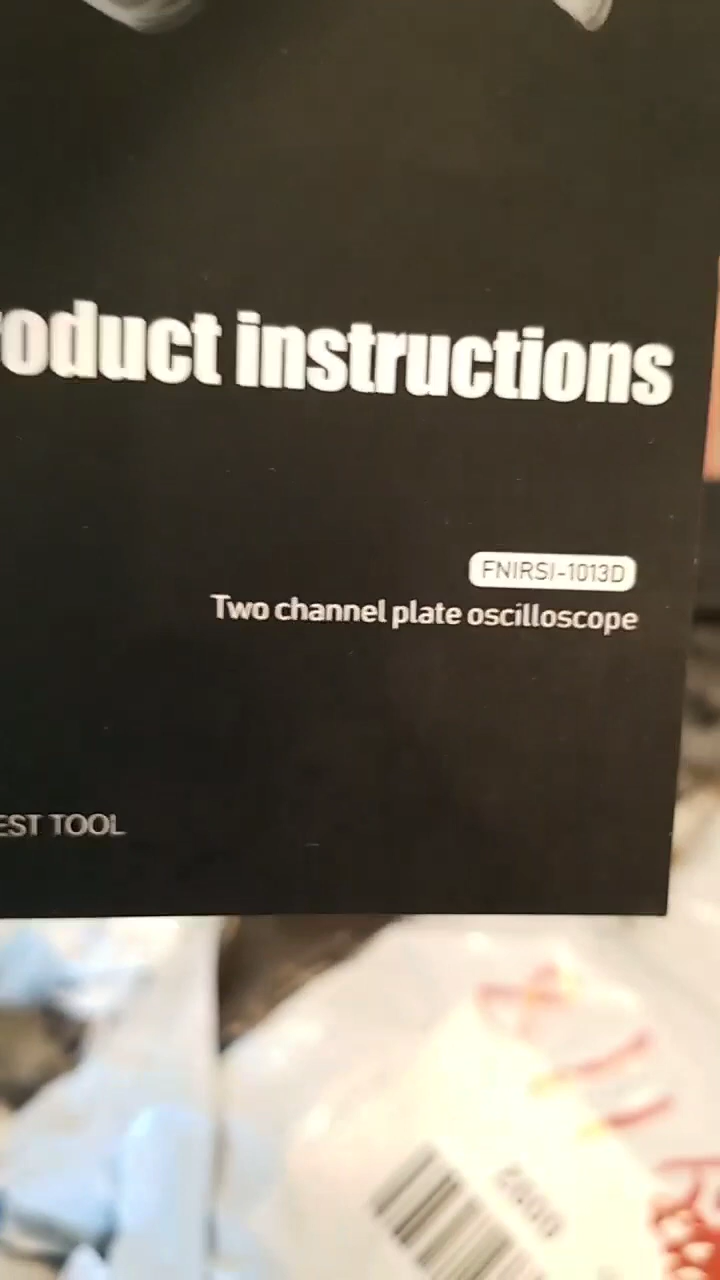 oduct instructions
FNIRSI-1013D
Two channel plate oscilloscope
EST TOOL